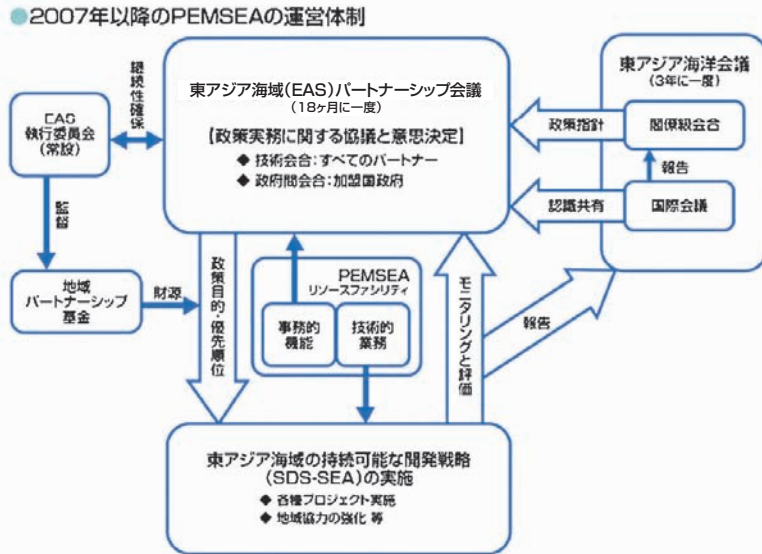 ●2007年以降のPEMSEAの運営体制
東アジア海域(EAS)パートナーシップ会議
(18ヶ月に一度)
【政策実務に関する協議と意思決定】
◆ 技術会合:すべてのパートナー
◆ 政府間会合:加盟国政府
継続性確保
EAS
執行委員会
(常設)
監督
地域
パートナーシップ
基金
財源
政策目的・優先順位
PEMSEA
リソースファシリティ
事務的
機能
技術的
業務
モニタリングと評価
報告
東アジア海洋会議
(3年に一度)
政策指針
閣僚級会合
報告
認識共有
国際会議
東アジア海域の持続可能な開発戦略
(SDS-SEA)の実施
◆ 各種プロジェクト実施
◆ 地域協力の強化 等